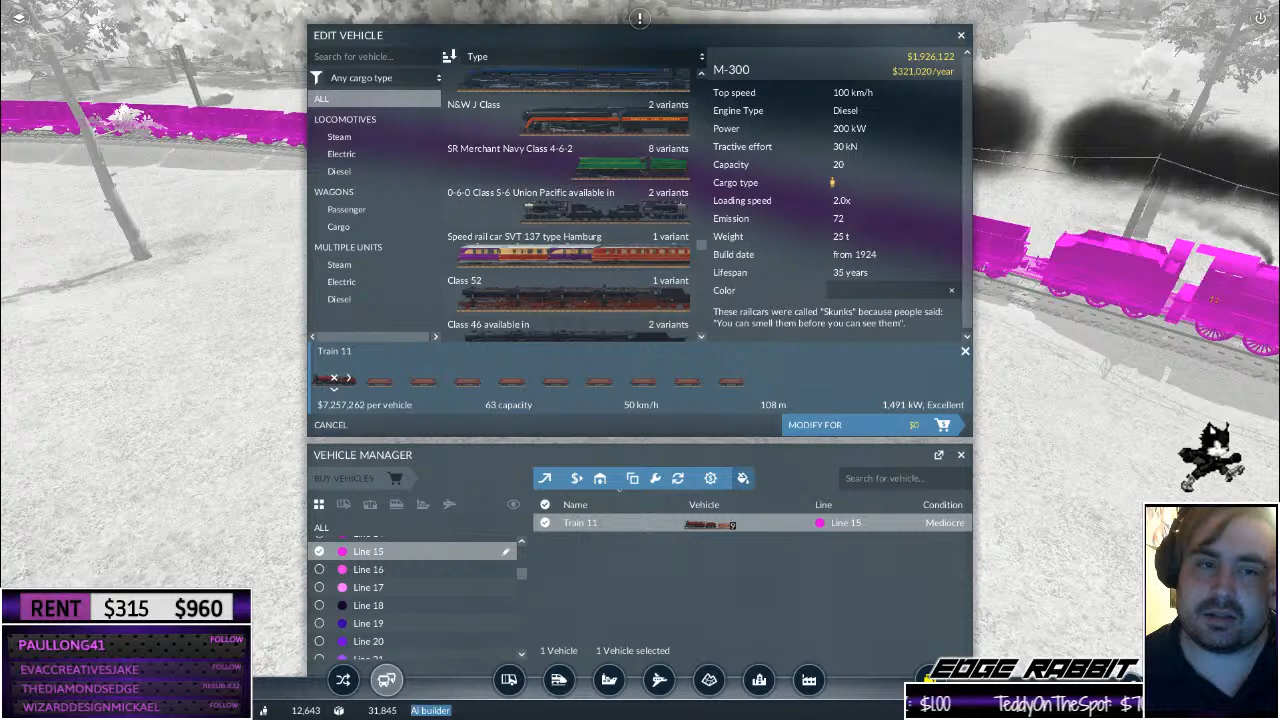 EDIT VEHICLE
Search for vehicle...
Type
Any cargo type
ALL
LOCOMOTIVES
Steam
Electric
Diesel
WAGONS
Passenger
Cargo
MULTIPLE UNITS
Steam
Electric
Diesel
N&W J Class 2 variants
SR Merchant Navy Class 4-6-2 8 variants
0-6-0 Class S-6 Union Pacific available in 2 variants
Speed rail car SVT 137 type Hamburg 1 variant
Class 52 1 variant
Class 46 available in 2 variants
$1,926,122
M-300 $321,020/year
Top speed 100 km/h
Engine Type Diesel
Power 200 kW
Tractive effort 30 kN
Capacity 20
Cargo type
Loading speed 2.0x
Emission 72
Weight 25 t
Build date from 1924
Lifespan 35 years
Color
These railcars were called "Skunks" because people said:
"You can smell them before you can see them".
Train 11
$7,257,262 per vehicle 63 capacity 50 km/h 108 m 1,491 kW, Excellent
CANCEL
MODIFY FOR $0
VEHICLE MANAGER
BUY VEHICLES
Search for vehicle...
ALL
Line 15
Line 16
Line 17
Line 18
Line 19
Line 20
Name Vehicle Line Condition
Train 11 9 Line 15 Mediocre
1 Vehicle 1 Vehicle selected
12,643 31,845 AI builder
RENT $315 $960
PAULLONG41 FOLLOW
EVACCREATIVESJAKE FOLLOW
THEDIAMONDSEDGE
WIZARDDESIGNMICKAEL FOLLOW
EDGE RABBIT
$1.00 TeddyOnTheSpot: